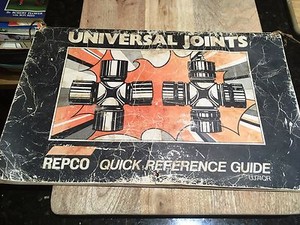 UNIVERSAL JOINTS
REPCO QUICK REFERENCE GUIDE